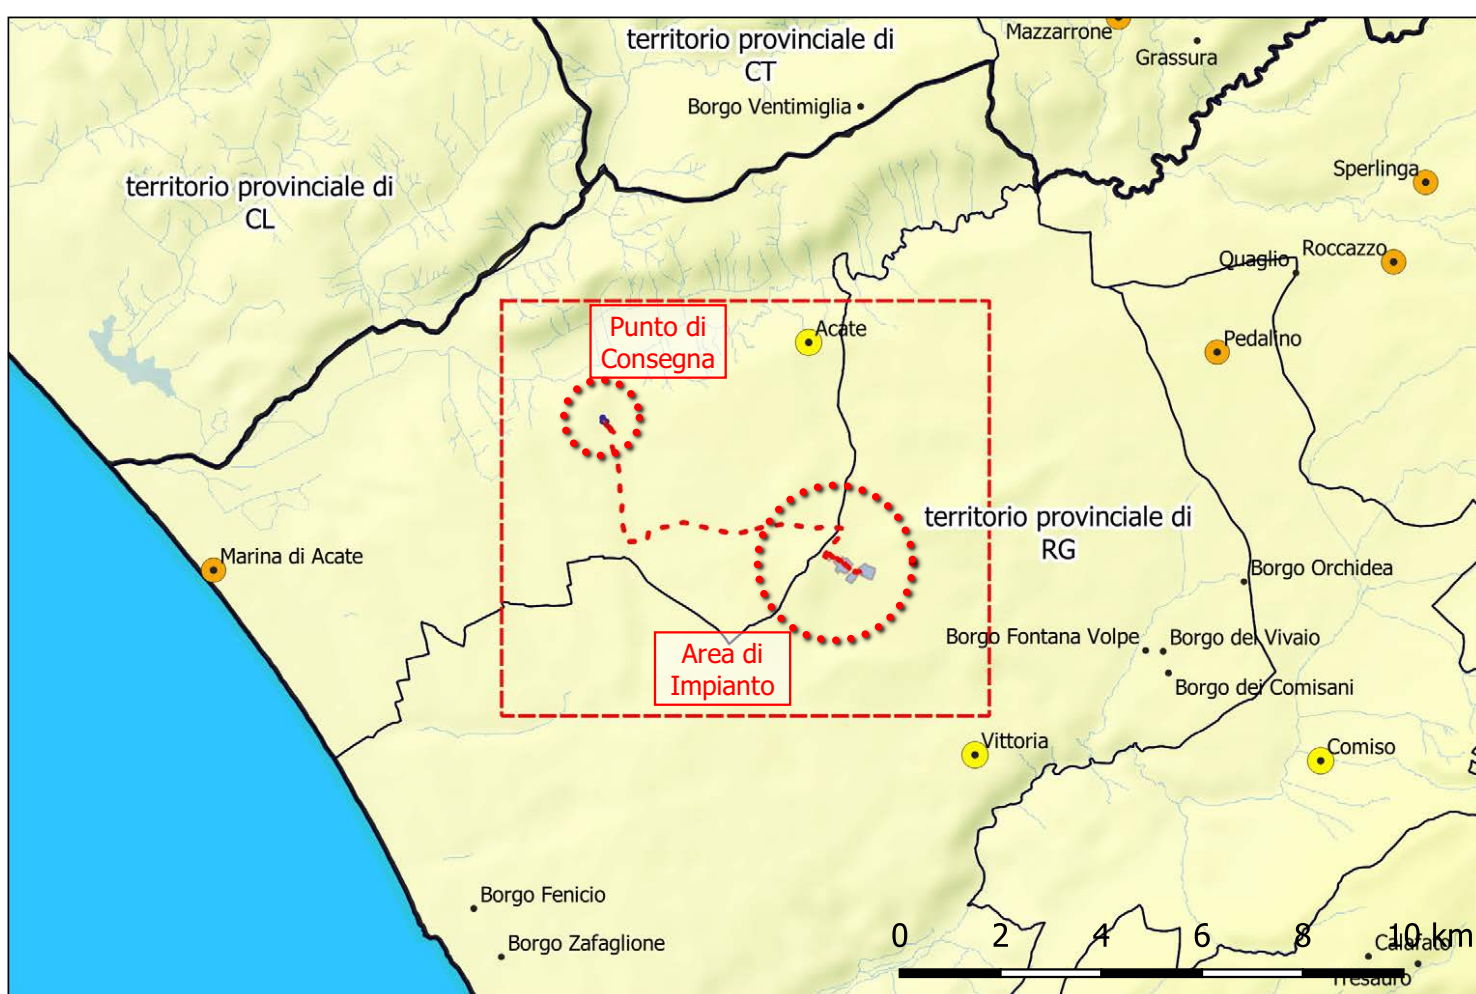 Mazzarrone
territorio provinciale di
CT
Grassura
Borgo Ventimiglia
Sperlinga
territorio provinciale di
CL
Quaglio
Roccazzo
Punto di
Consegna
Acate
Pedalino
territorio provinciale di
RG
Marina di Acate
Borgo Orchidea
Borgo Fontana Volpe
Borgo del Vivaio
Area di
Impianto
Borgo dei Comisani
Vittoria
Comiso
Borgo Fenicio
Borgo Zafaglione
0 2 4 6 8 10 km
Calafato
Tresauro